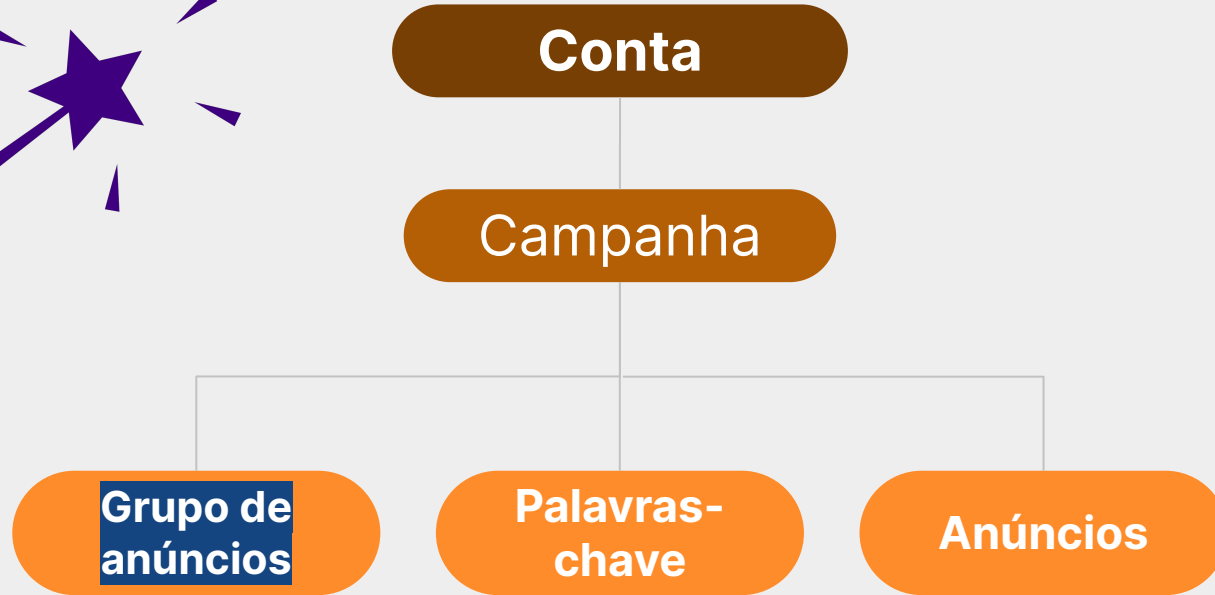 Conta
Campanha
Grupo de
anúncios
Palavras-
chave
Anúncios